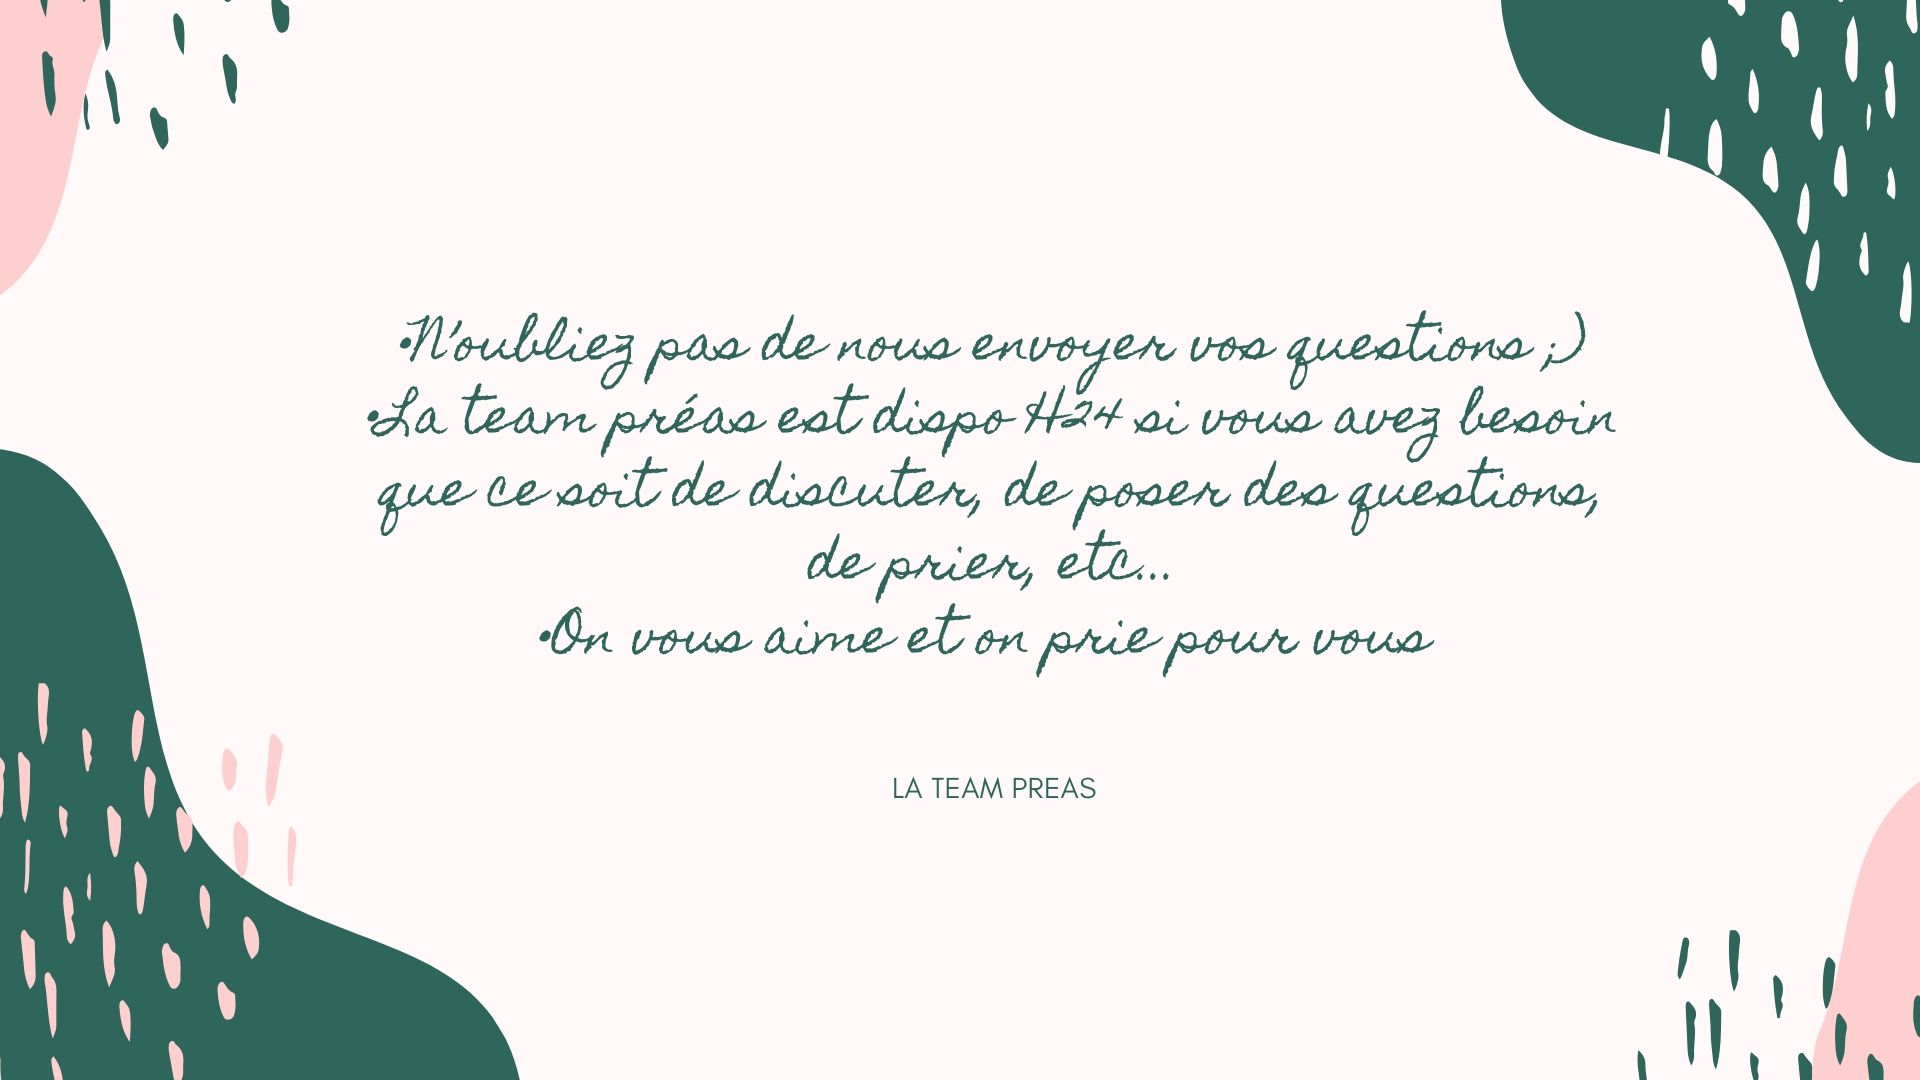 •N'oubliez pas de nous envoyer vos questions ;)
•La team préas est dispo H24 si vous avez besoin
que ce soit de discuter, de poser des questions,
de prier, etc...
•On vous aime et on prie pour vous
LA TEAM PREAS